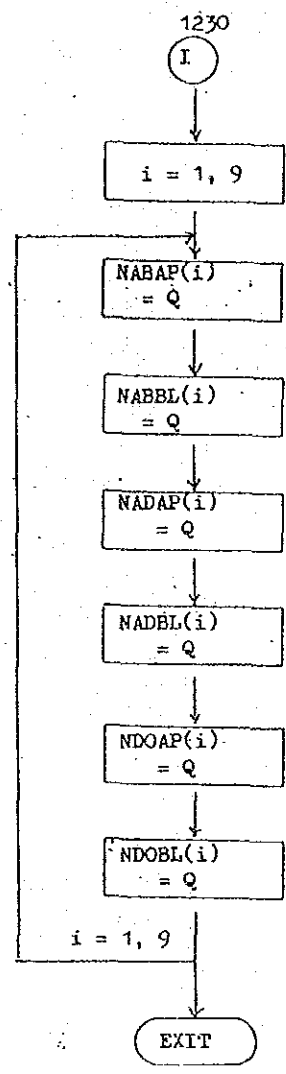 1230
I
i = 1, 9
NABAP(i)
= Q
NABBL(i)
= Q
NADAP(i)
= Q
NADBL(i)
= Q
NDOAP(i)
= Q
NDOBL(i)
= Q
i = 1, 9
EXIT